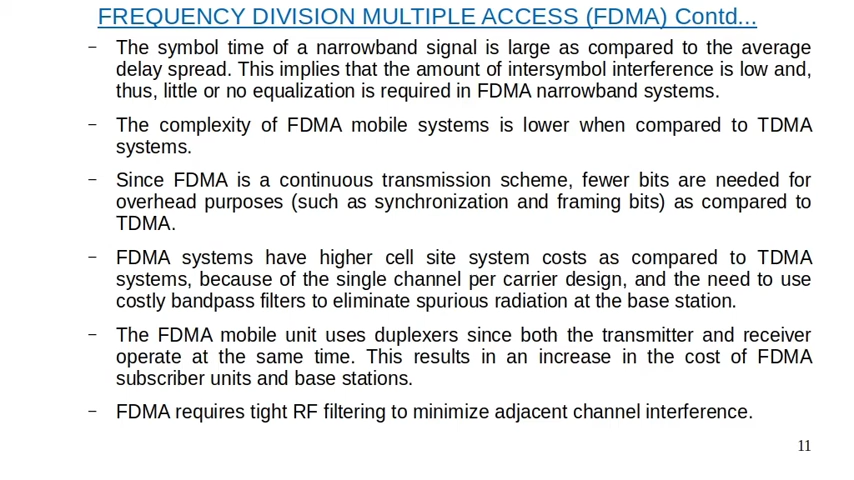 FREQUENCY DIVISION MULTIPLE ACCESS (FDMA) Contd...
– The symbol time of a narrowband signal is large as compared to the average
delay spread. This implies that the amount of intersymbol interference is low and,
thus, little or no equalization is required in FDMA narrowband systems.
– The complexity of FDMA mobile systems is lower when compared to TDMA
systems.
– Since FDMA is a continuous transmission scheme, fewer bits are needed for
overhead purposes (such as synchronization and framing bits) as compared to
TDMA.
– FDMA systems have higher cell site system costs as compared to TDMA
systems, because of the single channel per carrier design, and the need to use
costly bandpass filters to eliminate spurious radiation at the base station.
– The FDMA mobile unit uses duplexers since both the transmitter and receiver
operate at the same time. This results in an increase in the cost of FDMA
subscriber units and base stations.
– FDMA requires tight RF filtering to minimize adjacent channel interference.
11